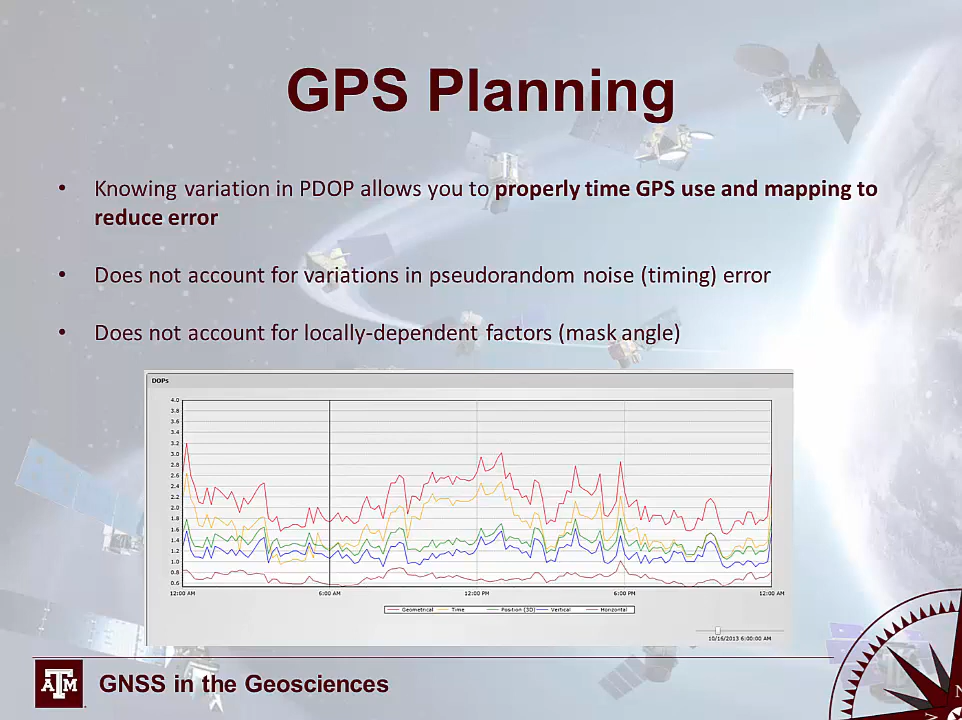 GPS Planning
• Knowing variation in PDOP allows you to properly time GPS use and mapping to
reduce error
• Does not account for variations in pseudorandom noise (timing) error
• Does not account for locally-dependent factors (mask angle)
DOPs
4.0
3.8
3.6
3.4
3.2
3.0
2.8
2.6
2.4
2.2
2.0
1.8
1.6
1.4
1.2
1.0
0.8
0.6
12:00 AM 6:00 AM 12:00 PM 6:00 PM 12:00 AM
Geometrical Time Position (3D) Vertical Horizontal
10/16/2013 6:00:00 AM
ATM GNSS in the Geosciences
N